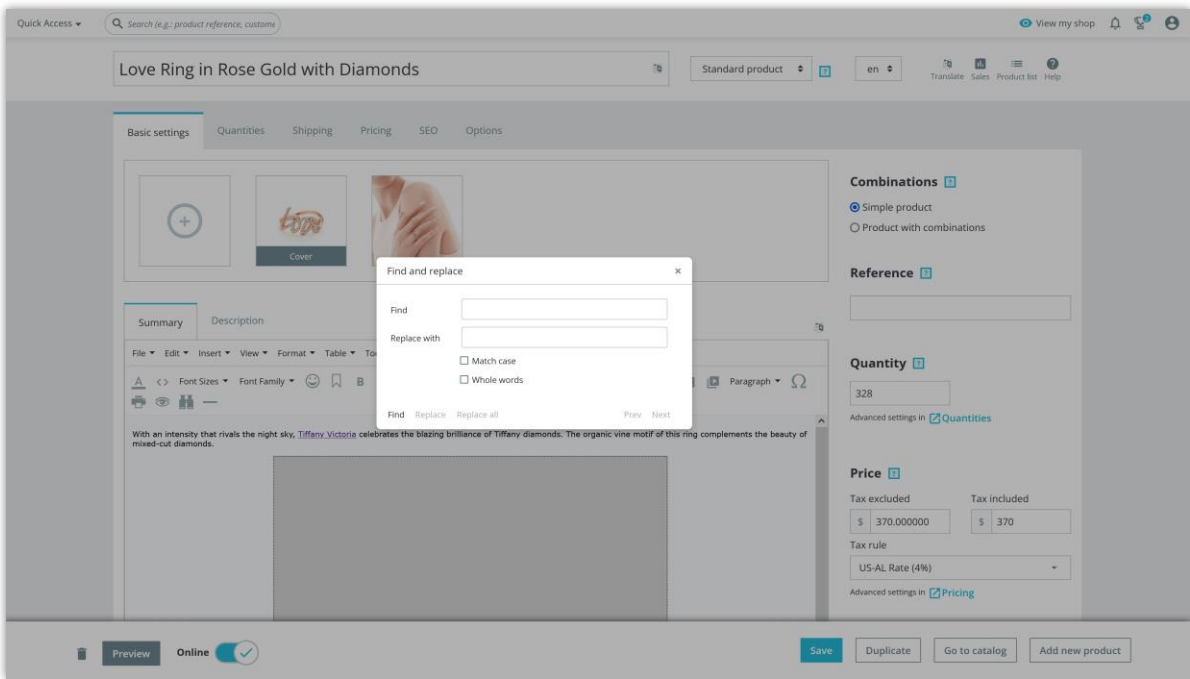 Quick Access
Search (e.g.: product reference, custome
View my shop
2
Love Ring in Rose Gold with Diamonds
Standard product
?
en
Translate
Sales
Product list
Help
Basic settings
Quantities
Shipping
Pricing
SEO
Options
Cover
Combinations ?
Simple product
Product with combinations
Reference ?
Find and replace ×
Find
Replace with
Match case
Whole words
Find Replace Replace all Prev Next
Summary
Description
File Edit Insert View Format Table To
A <> Font Sizes Font Family B Paragraph Ω
With an intensity that rivals the night sky, Tiffany Victoria celebrates the blazing brilliance of Tiffany diamonds. The organic vine motif of this ring complements the beauty of
mixed-cut diamonds.
Quantity ?
328
Advanced settings in Quantities
Price ?
Tax excluded Tax included
$ 370.000000 $ 370
Tax rule
US-AL Rate (4%)
Advanced settings in Pricing
Preview
Online
Save
Duplicate
Go to catalog
Add new product